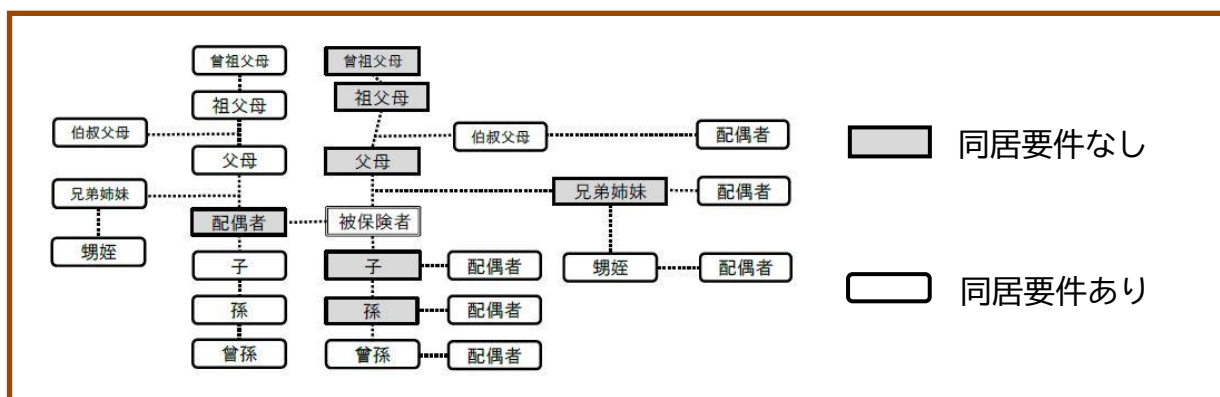 曾祖父母 曾祖父母
祖父母 祖父母
伯叔父母 伯叔父母 配偶者
父母 父母
兄弟姉妹 兄弟姉妹 配偶者
配偶者 被保険者
甥姪 子 子 配偶者 甥姪 配偶者
孫 孫 配偶者
曾孫 曾孫 配偶者
同居要件なし
同居要件あり